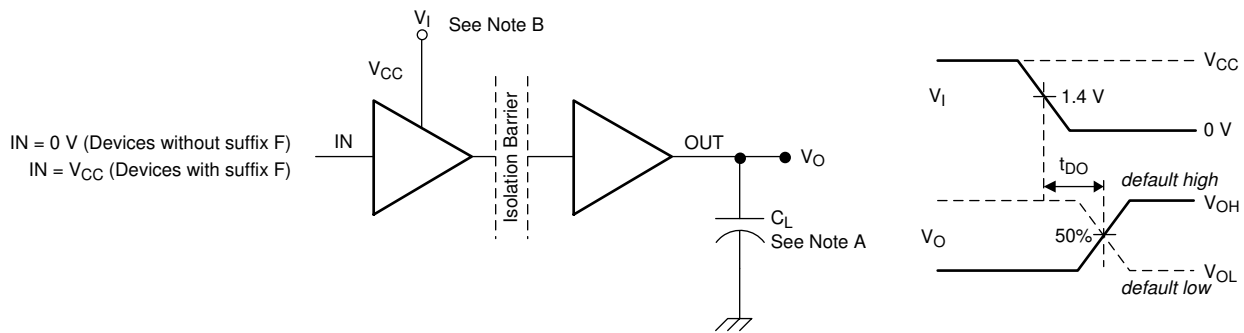 V_I
See Note B
V_CC
IN = 0 V (Devices without suffix F)
IN = V_CC (Devices with suffix F)
IN
Isolation Barrier
OUT
V_O
C_L
See Note A
V_I
V_CC
1.4 V
0 V
t_DO
default high
V_OH
V_O
50%
V_OL
default low